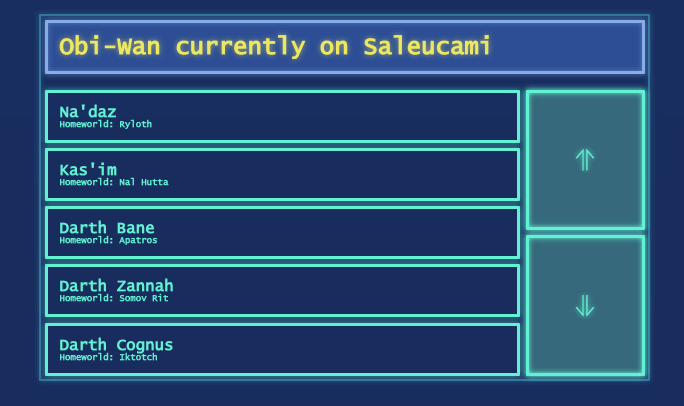 Obi-Wan currently on Saleucami
Na'daz
Homeworld: Ryloth
Kas'im
Homeworld: Nal Hutta
Darth Bane
Homeworld: Apatros
Darth Zannah
Homeworld: Somov Rit
Darth Cognus
Homeworld: Iktotch